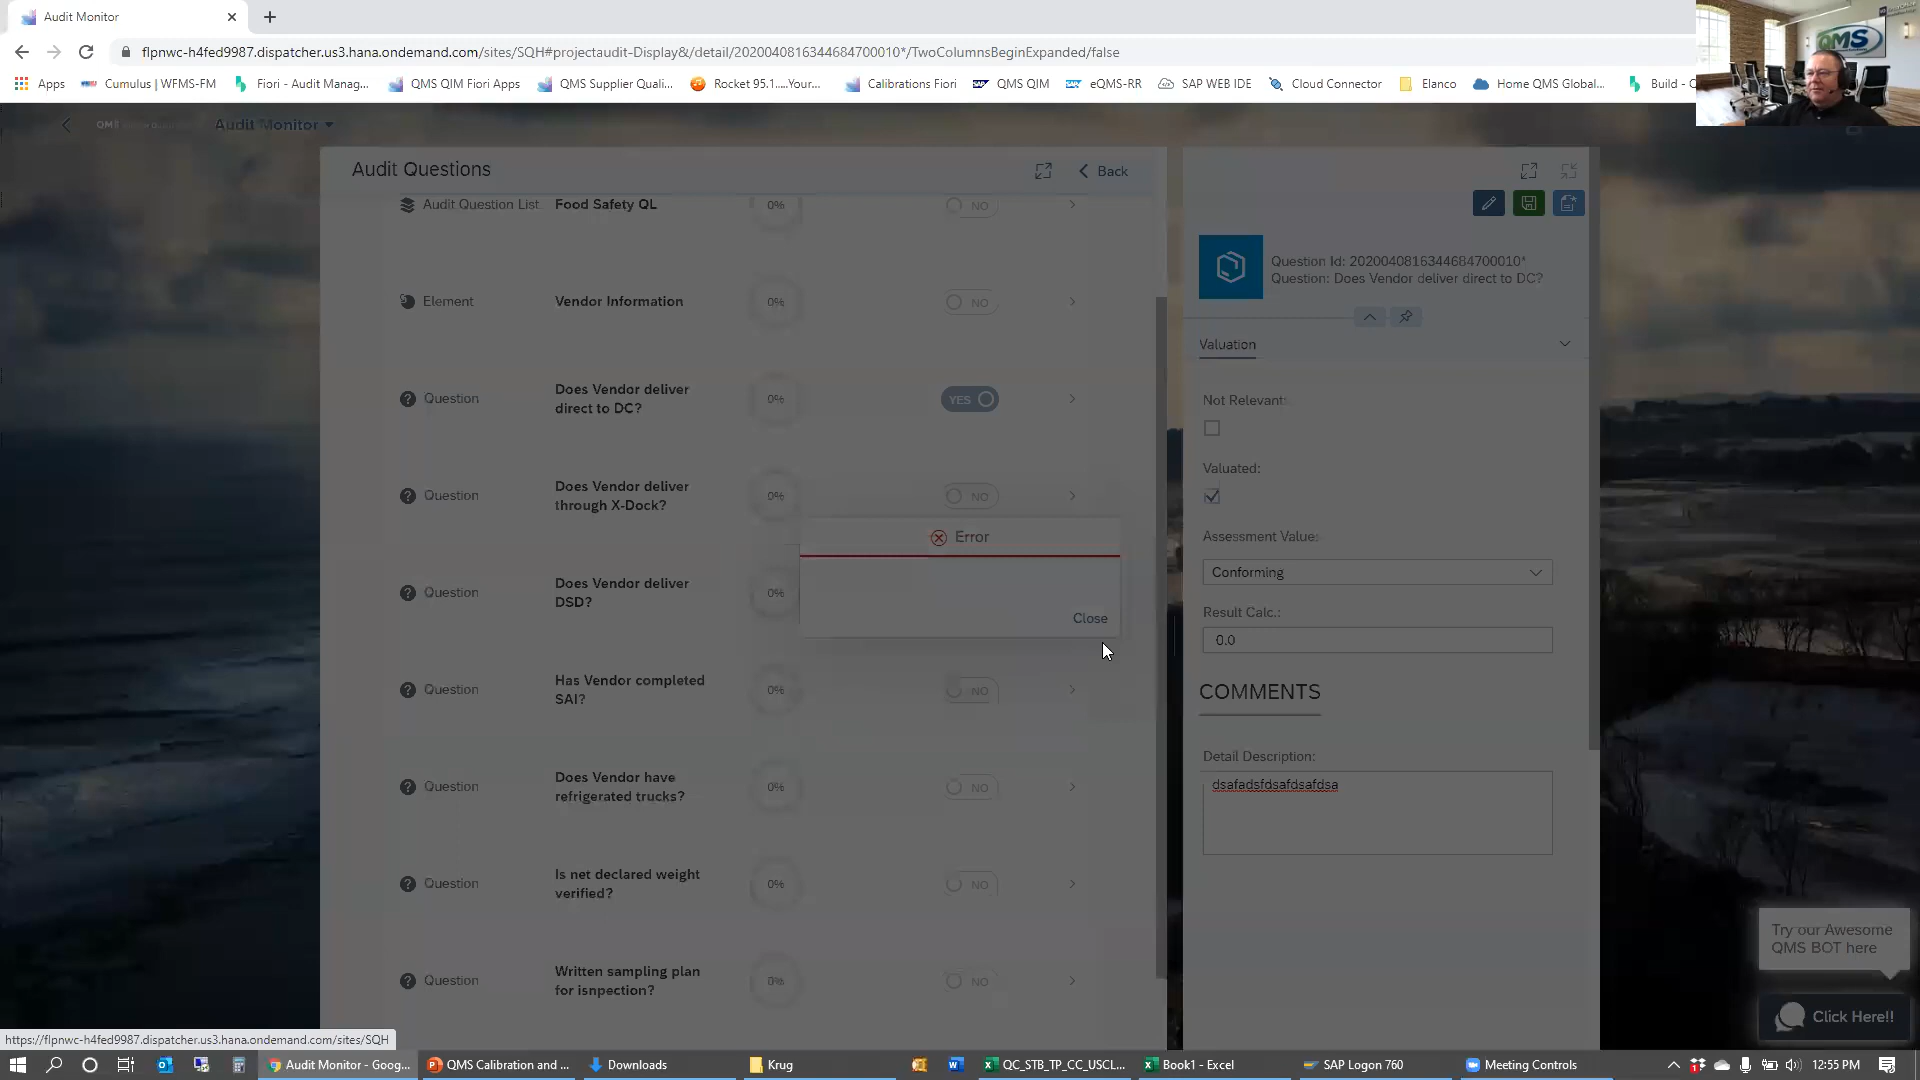 Audit Monitor
flpnwc-h4fed9987.dispatcher.us3.hana.ondemand.com/sites/SQH#projectaudit-Display&/detail/2020040816344684700010*/TwoColumnsBeginExpanded/false
Apps Cumulus | WFMS-FM Fiori - Audit Manag... QMS QIM Fiori Apps QMS Supplier Quali... Rocket 95.1.....Your... Calibrations Fiori QMS QIM eQMS-RR SAP WEB IDE Cloud Connector Elanco Home QMS Global... Build - C
QMS
Audit Monitor
Audit Questions
Back
Audit Question List Food Safety QL 0% NO
Element Vendor Information 0% NO
Question Does Vendor deliver direct to DC? 0% YES
Question Does Vendor deliver through X-Dock? 0% NO
Question Does Vendor deliver DSD? 0%
Question Has Vendor completed SAI? 0% NO
Question Does Vendor have refrigerated trucks? 0% NO
Question Is net declared weight verified? 0% NO
Question Written sampling plan for isnpection? 0% NO
Error
Close
Question Id: 2020040816344684700010*
Question: Does Vendor deliver direct to DC?
Valuation
Not Relevant:
Valuated:
Assessment Value:
Conforming
Result Calc.:
0.0
COMMENTS
Detail Description:
dsafadsfdsafdsafdsa
Try our Awesome
QMS BOT here
Click Here!!
https://flpnwc-h4fed9987.dispatcher.us3.hana.ondemand.com/sites/SQH
Audit Monitor - Goog... QMS Calibration and ... Downloads Krug QC_STB_TP_CC_USCL... Book1 - Excel SAP Logon 760 Meeting Controls 12:55 PM